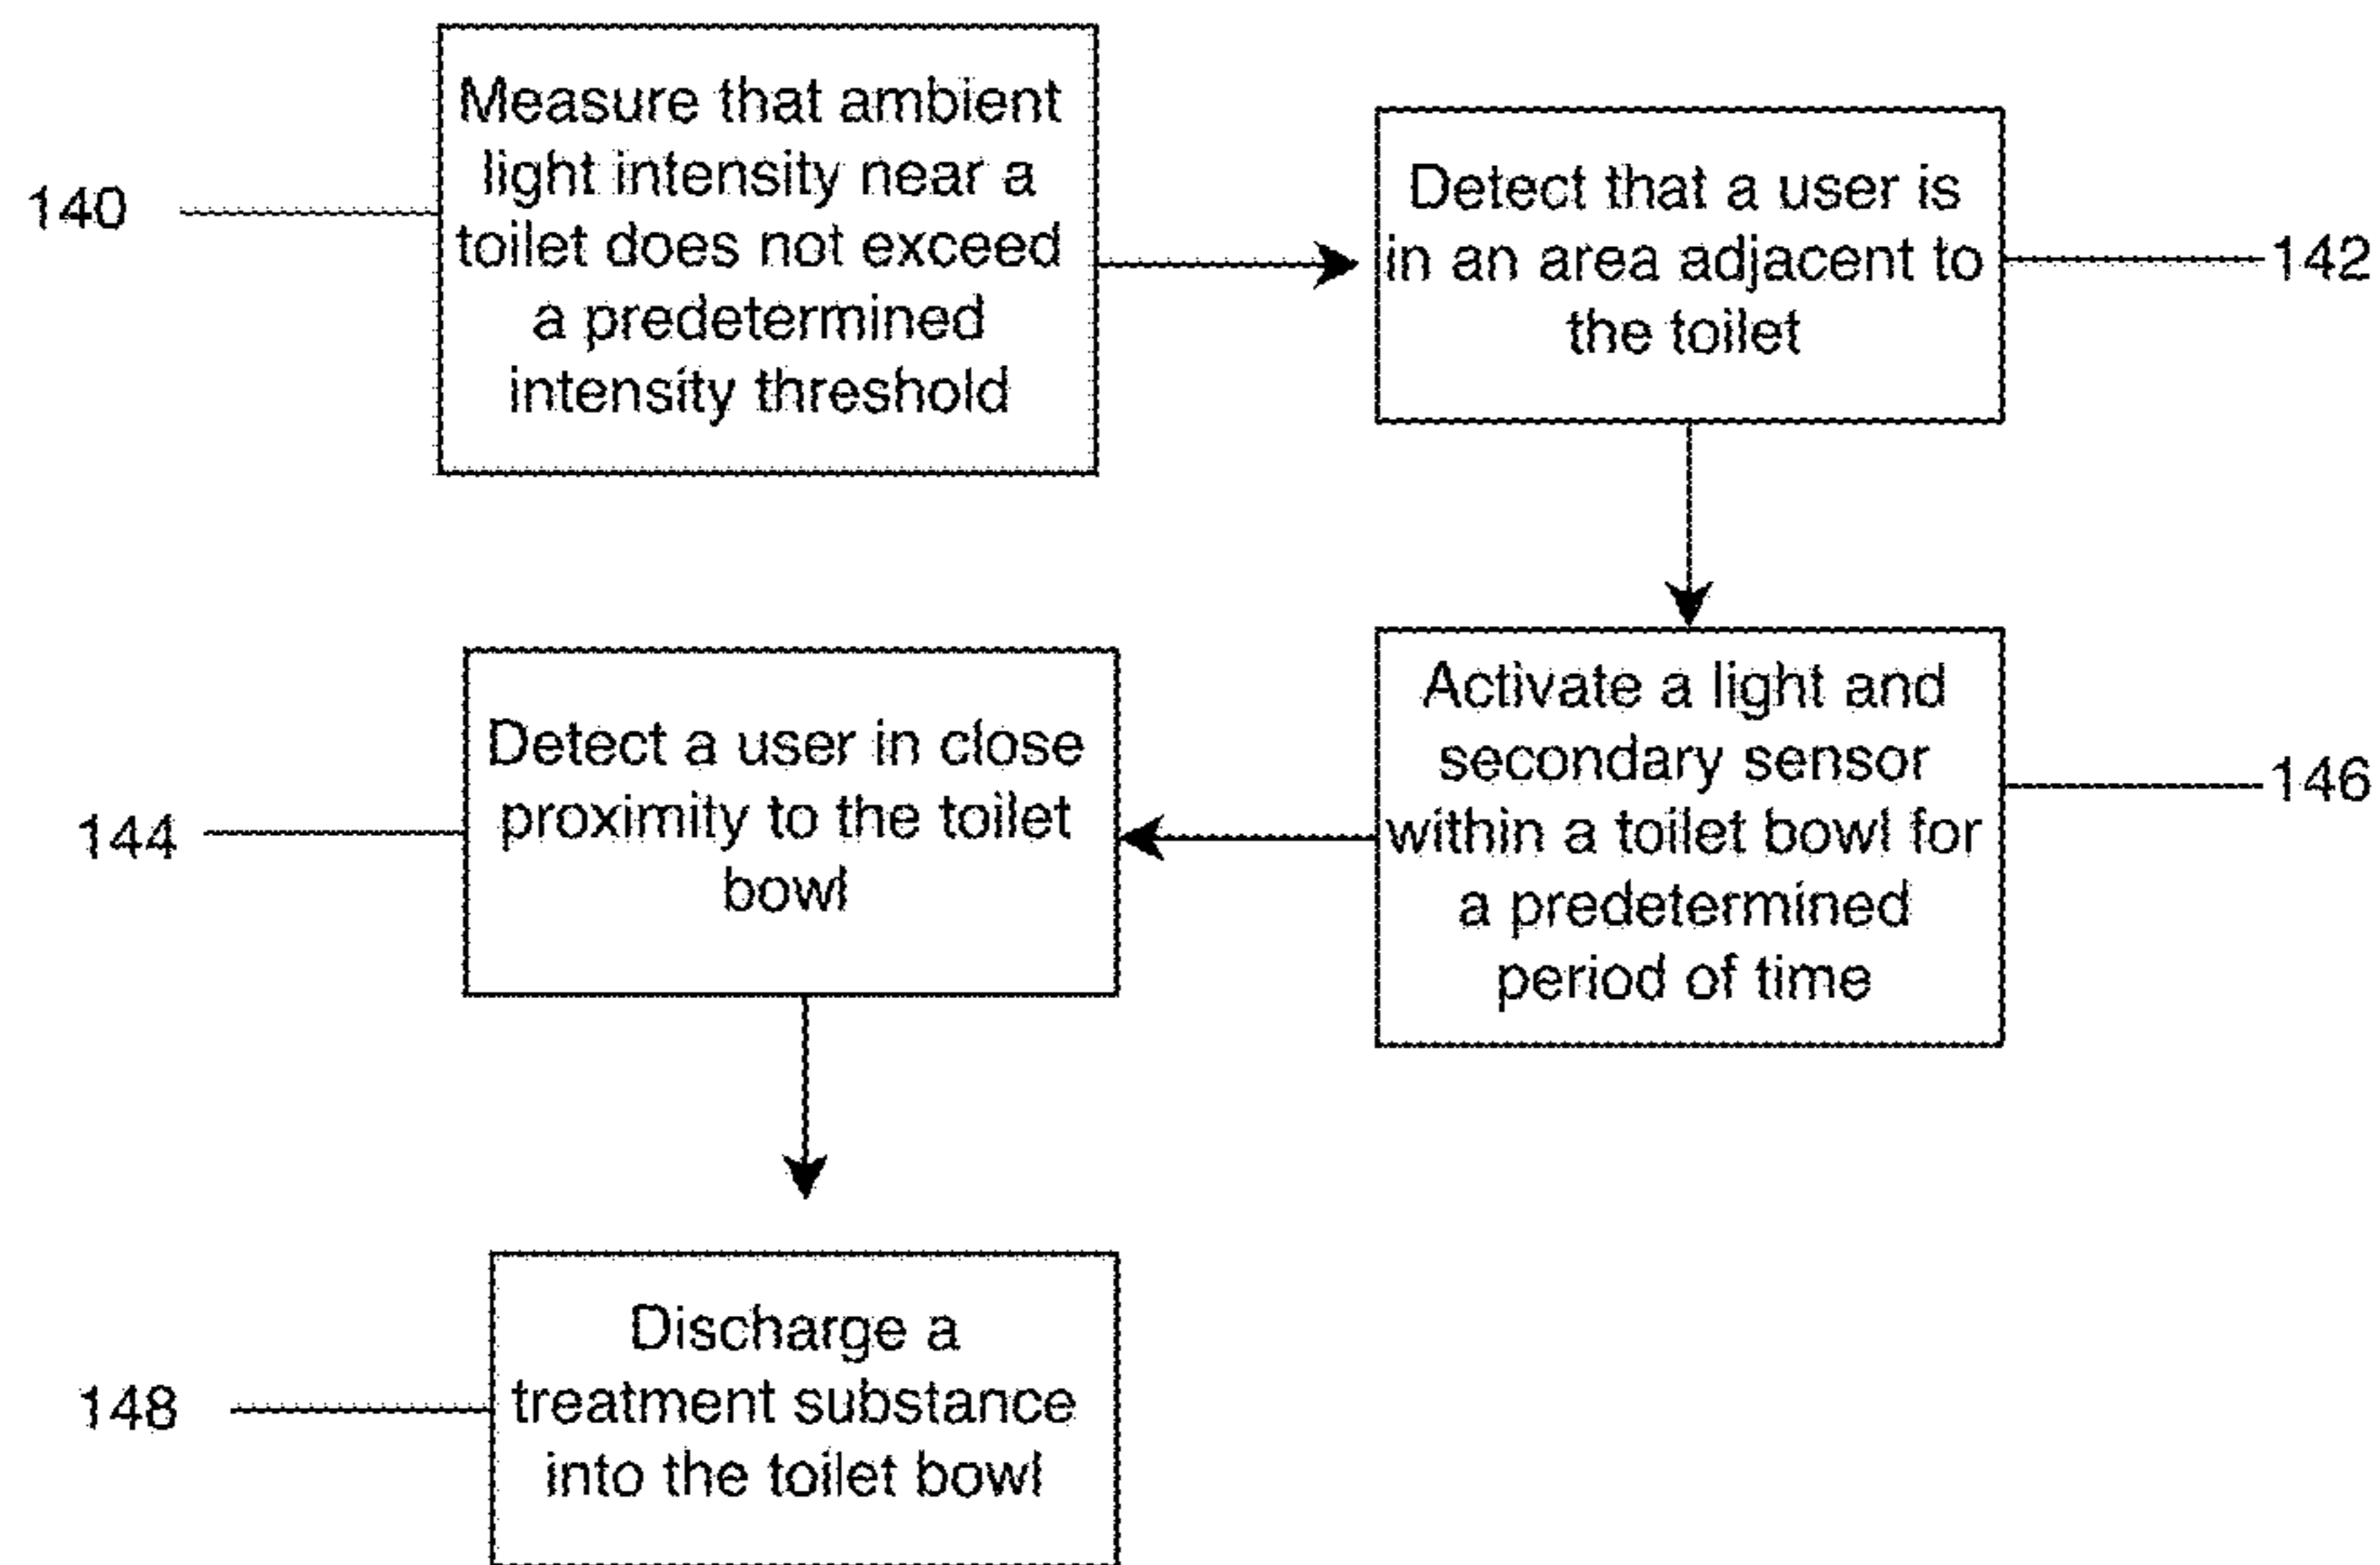 140
Measure that ambient
light intensity near a
toilet does not exceed
a predetermined
intensity threshold
Detect that a user is
in an area adjacent to
the toilet
142
Activate a light and
secondary sensor
within a toilet bowl for
a predetermined
period of time
146
144
Detect a user in close
proximity to the toilet
bowl
148
Discharge a
treatment substance
into the toilet bowl